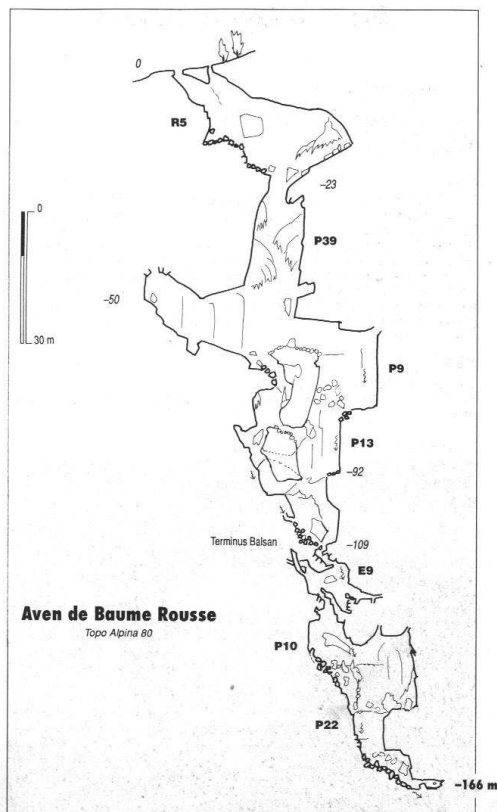 0
R5
–23
0
P39
–50
30 m
P9
P13
–92
Terminus Balsan
–109
E9
Aven de Baume Rousse
Topo Alpina 80
P10
P22
–166 m